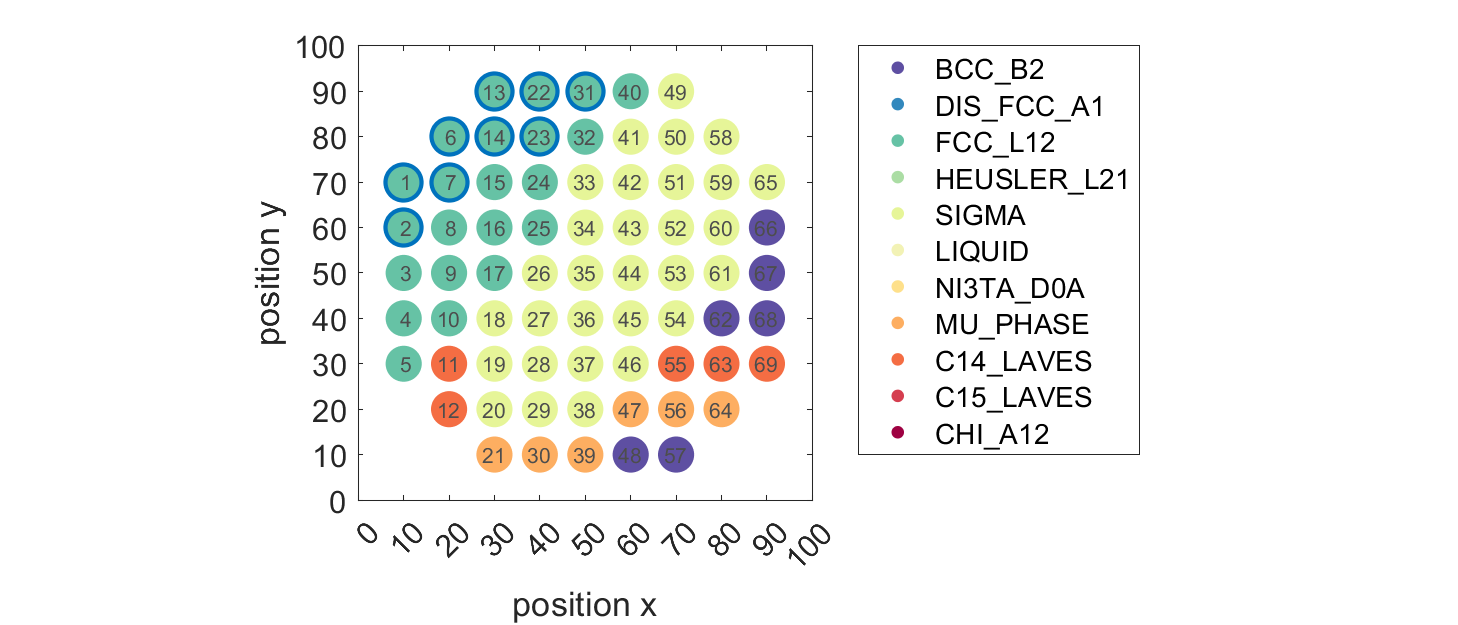 100
90
80
70
60
50
40
30
20
10
0
position y
13 22 31 40 49
6 14 23 32 41 50 58
1 7 15 24 33 42 51 59 65
2 8 16 25 34 43 52 60 66
3 9 17 26 35 44 53 61 67
4 10 18 27 36 45 54 62 68
5 11 19 28 37 46 55 63 69
12 20 29 38 47 56 64
21 30 39 48 57
0 10 20 30 40 50 60 70 80 90 100
position x
BCC_B2
DIS_FCC_A1
FCC_L12
HEUSLER_L21
SIGMA
LIQUID
NI3TA_D0A
MU_PHASE
C14_LAVES
C15_LAVES
CHI_A12